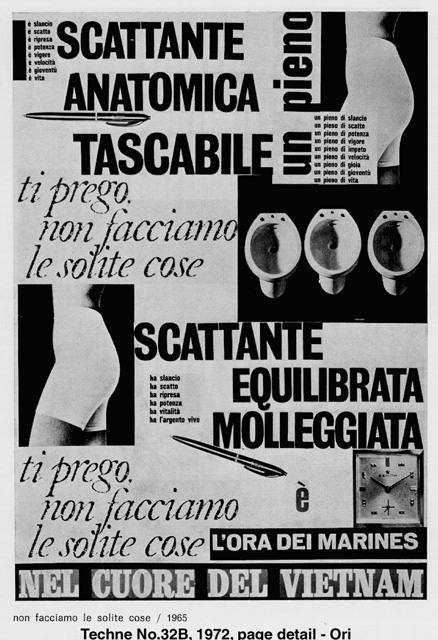 è slancio
è scatto
è ripresa
è potenza
è vigore
è velocità
è gioventù
è vita
SCATTANTE
ANATOMICA
TASCABILE
un pieno
un pieno di slancio
un pieno di scatto
un pieno di potenza
un pieno di vigore
un pieno di impeto
un pieno di velocità
un pieno di gioia
un pieno di gioventù
un pieno di vita
ti prego,
non facciamo
le solite cose
SCATTANTE
EQUILIBRATA
MOLLEGGIATA
ha slancio
ha scatto
ha ripresa
ha potenza
ha vitalità
ha l'argento vivo
ti prego,
non facciamo
le solite cose
è
L'ORA DEI MARINES
NEL CUORE DEL VIETNAM
non facciamo le solite cose / 1965
Techne No.32B, 1972, page detail - Ori